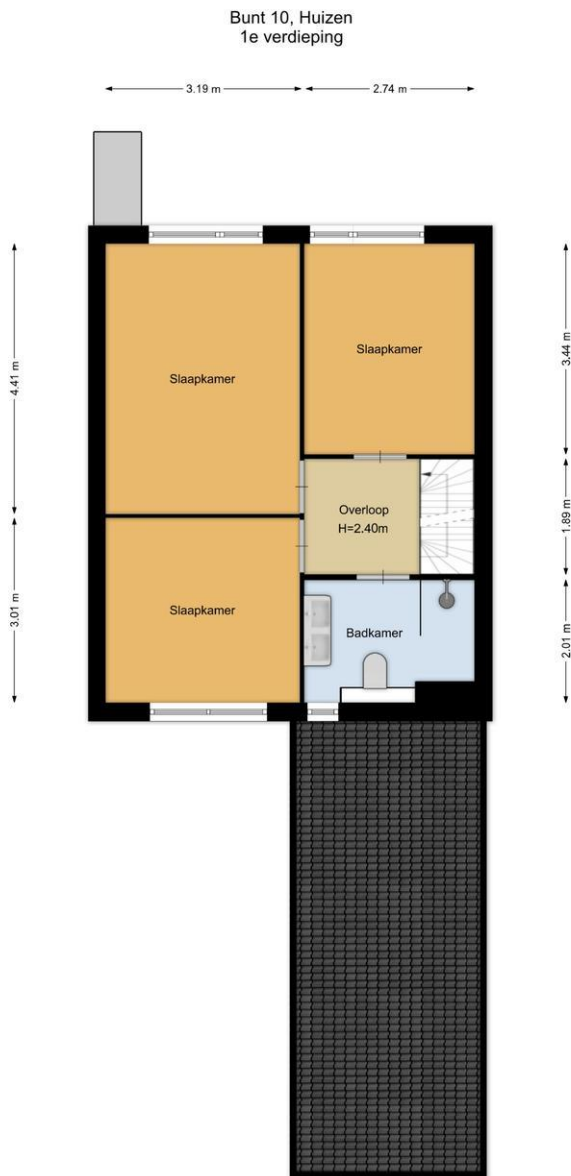 Bunt 10, Huizen
1e verdieping
3.19 m
2.74 m
4.41 m
3.44 m
Slaapkamer
Slaapkamer
Overloop
H=2.40m
1.89 m
3.01 m
Slaapkamer
Badkamer
2.01 m